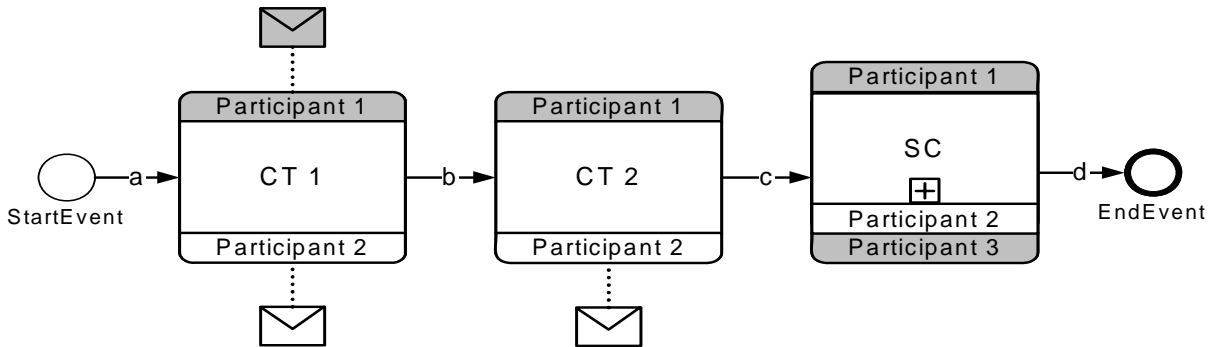 Participant 1
CT 1
Participant 2
Participant 1
CT 2
Participant 2
Participant 1
SC
Participant 2
Participant 3
StartEvent
a
b
c
d
EndEvent